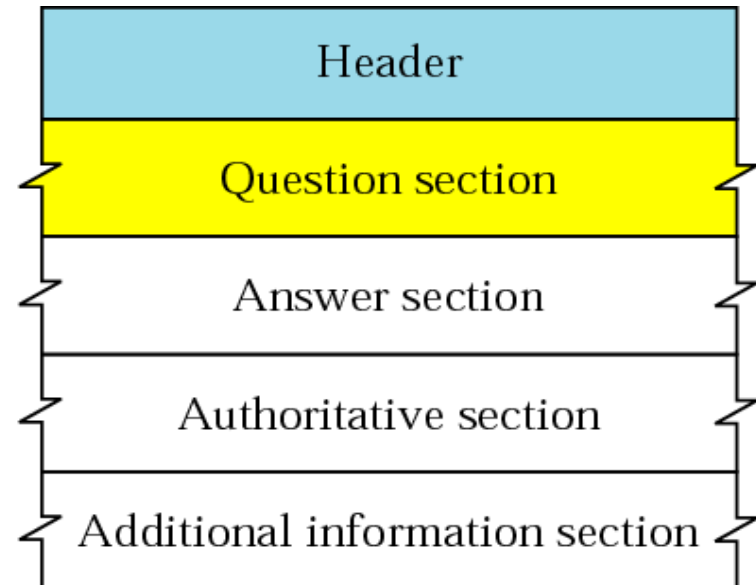 Header
Question section
Answer section
Authoritative section
Additional information section